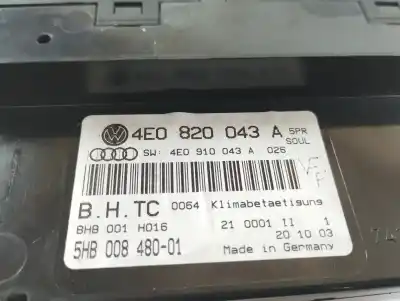 4E0 820 043 A 5PR
SOUL
SW: 4E0 910 043 A 026
B.H.TC 0064 Klimabetaetigung
BHB 001 H016 21 0001 II 1
20.10.03
5HB 008 480-01 Made in Germany